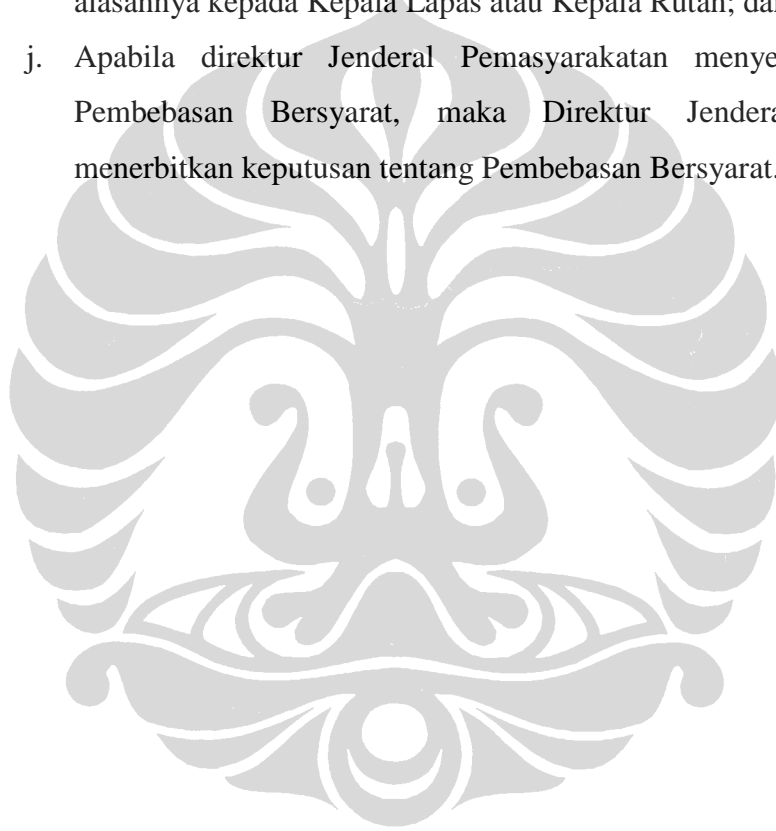 alasannya kepada Kepala Lapas atau Kepala Rutan; dan
j. Apabila direktur Jenderal Pemasyarakatan menye
Pembebasan Bersyarat, maka Direktur Jendera
menerbitkan keputusan tentang Pembebasan Bersyarat.